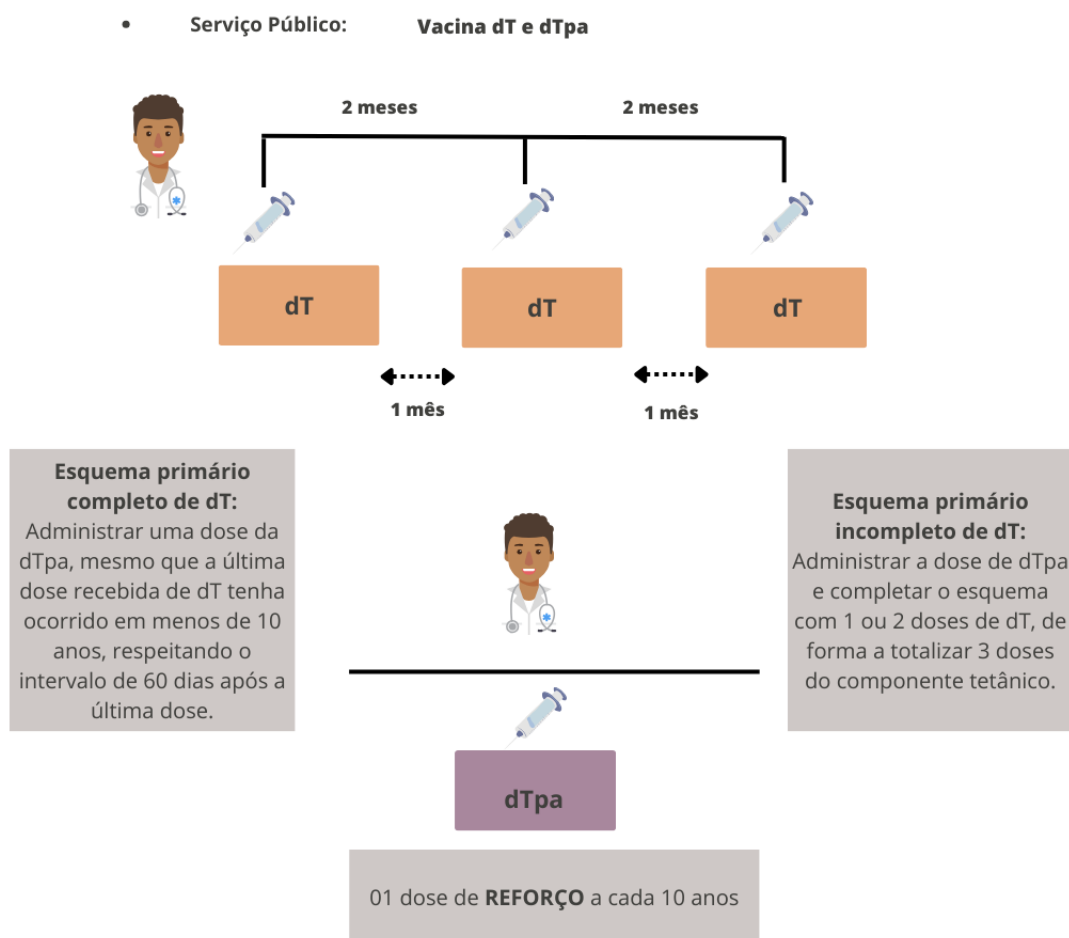 • Serviço Público: Vacina dT e dTpa
2 meses 2 meses
dT dT dT
1 mês 1 mês
Esquema primário
completo de dT:
Administrar uma dose da
dTpa, mesmo que a última
dose recebida de dT tenha
ocorrido em menos de 10
anos, respeitando o
intervalo de 60 dias após a
última dose.
Esquema primário
incompleto de dT:
Administrar a dose de dTpa
e completar o esquema
com 1 ou 2 doses de dT, de
forma a totalizar 3 doses
do componente tetânico.
dTpa
01 dose de REFORÇO a cada 10 anos